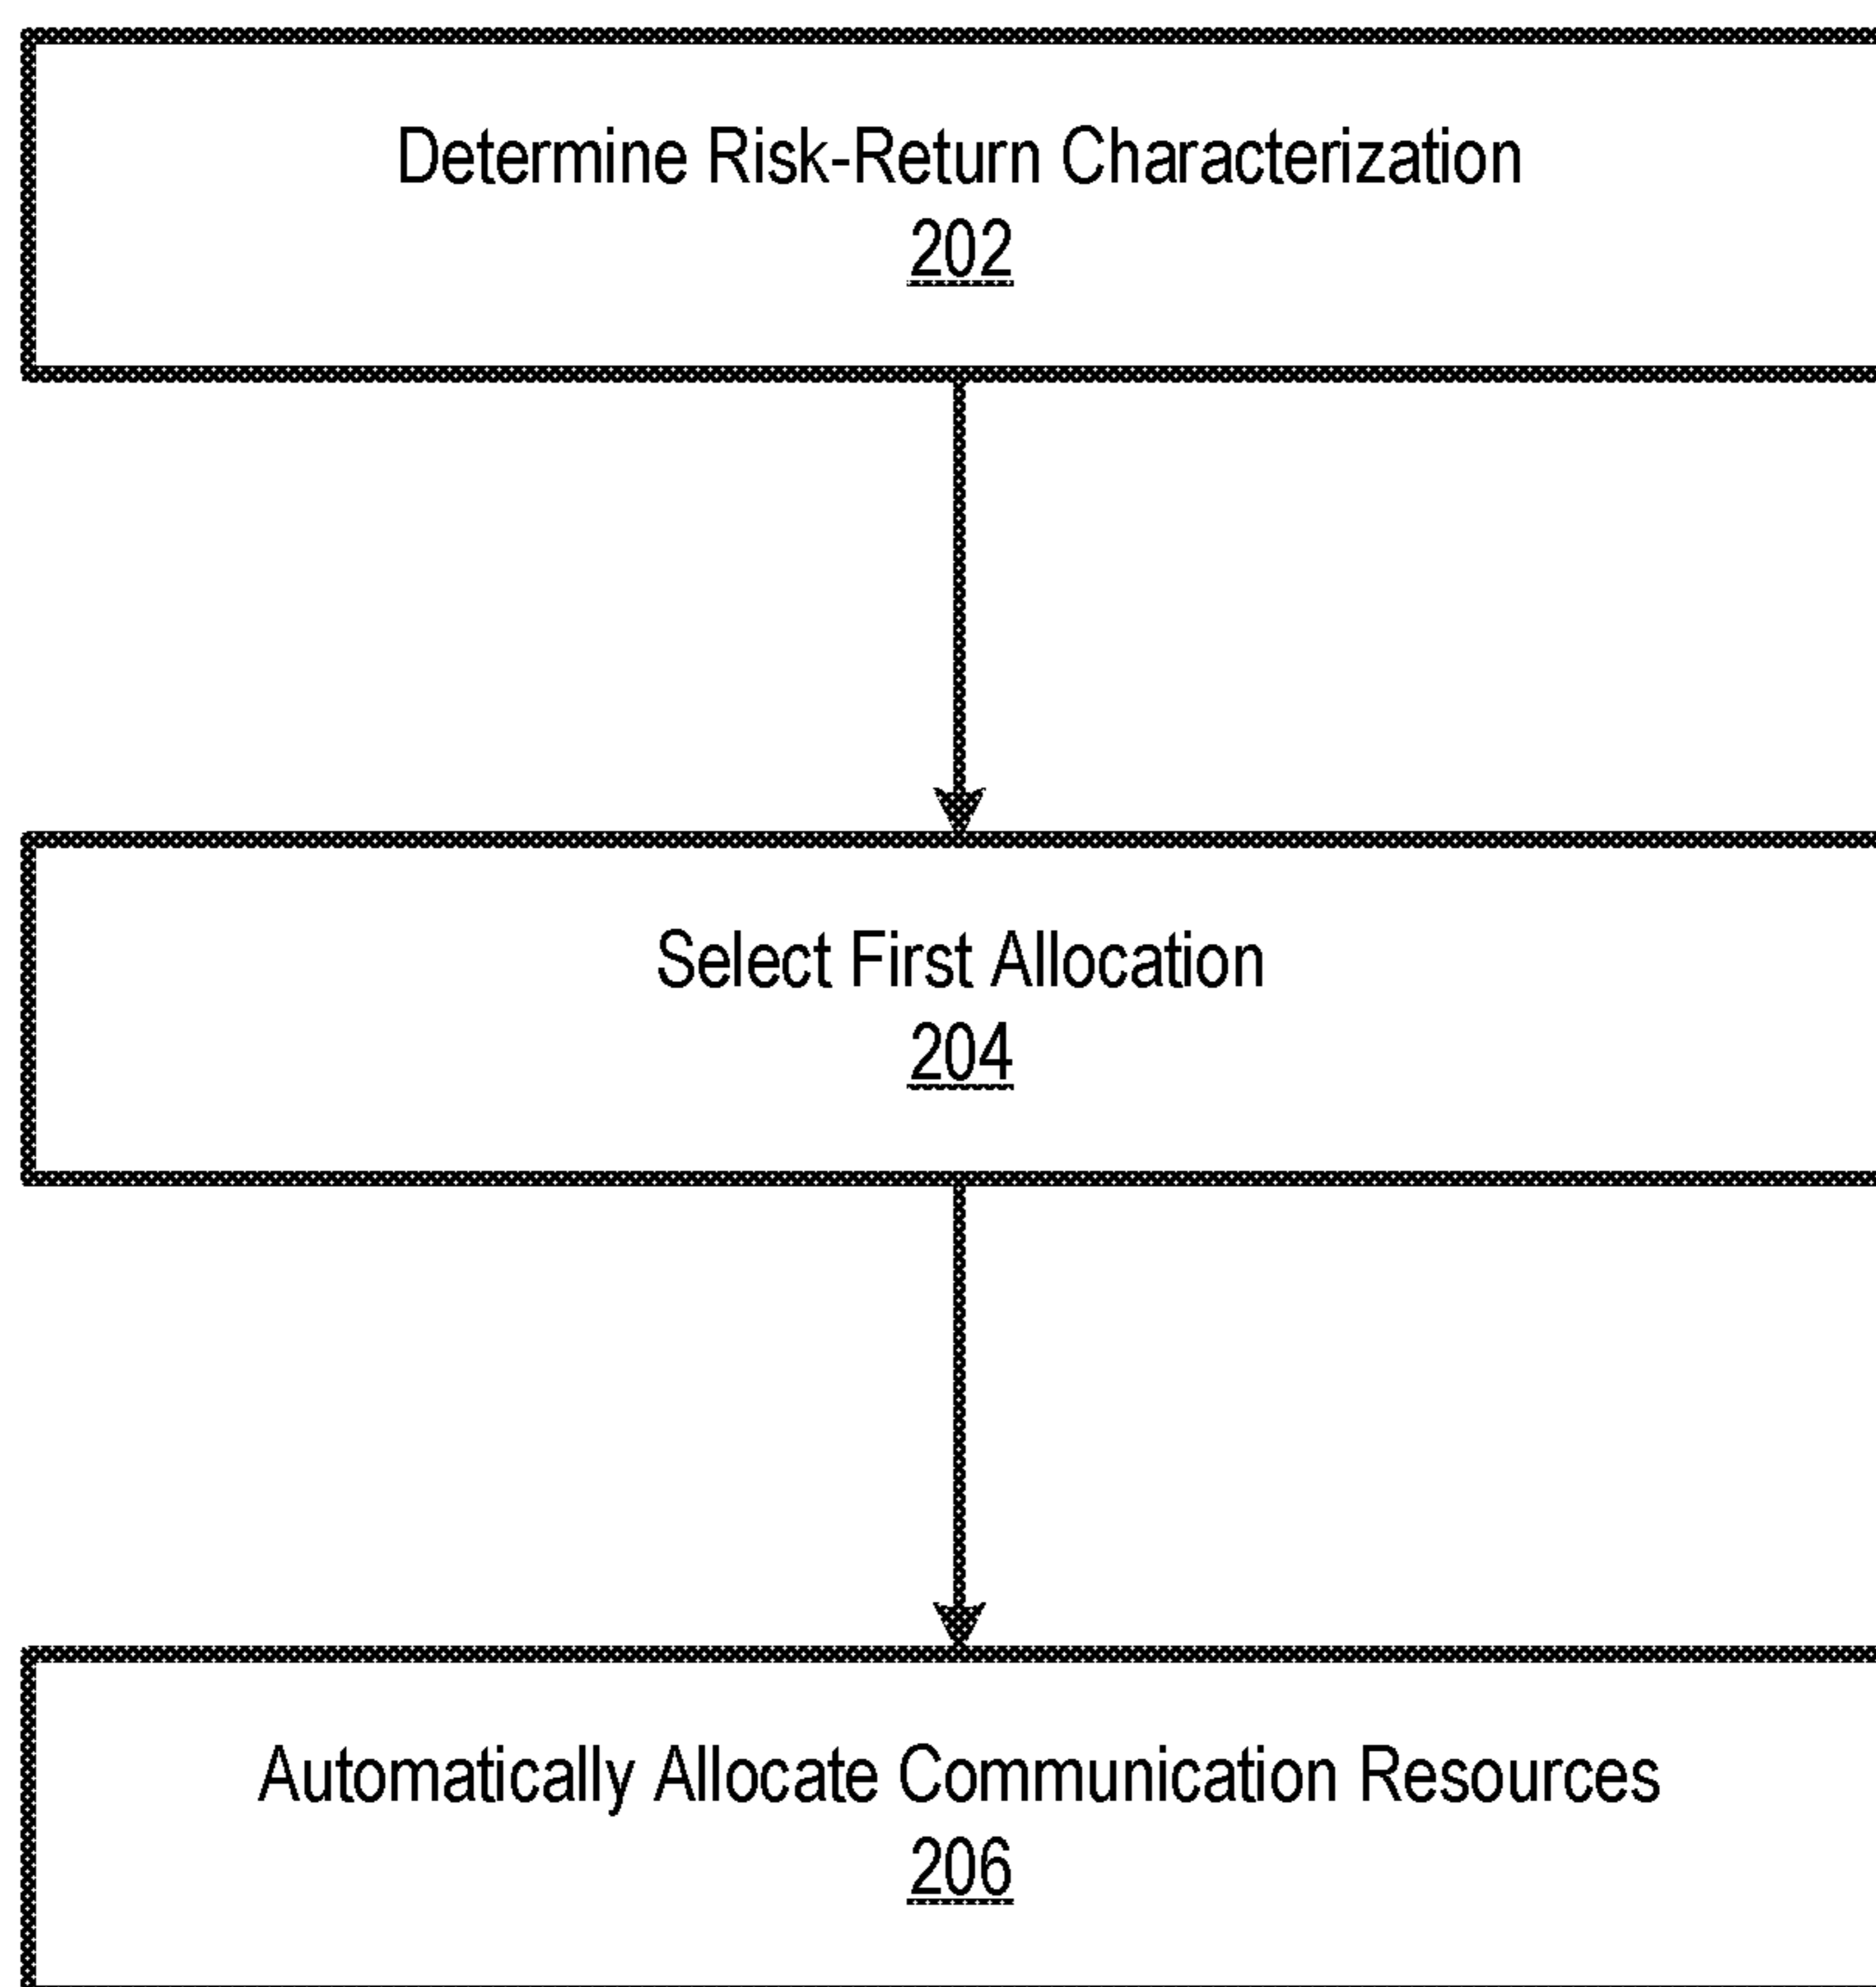 Determine Risk-Return Characterization
202
Select First Allocation
204
Automatically Allocate Communication Resources
206